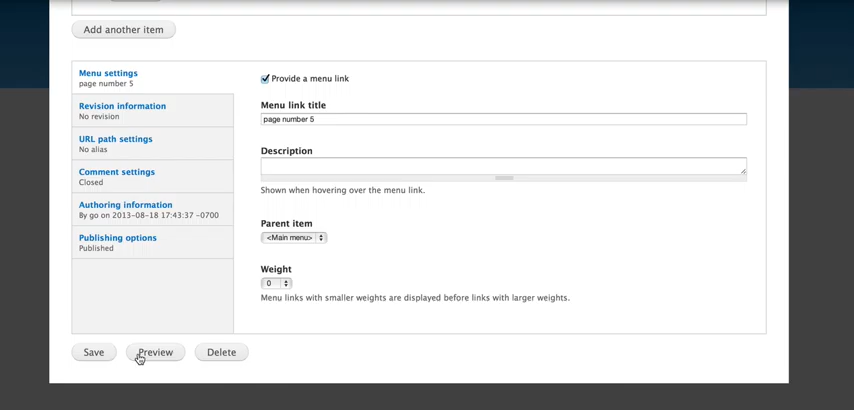 Add another item
Menu settings
page number 5
Revision information
No revision
URL path settings
No alias
Comment settings
Closed
Authoring information
By go on 2013-08-18 17:43:37 -0700
Publishing options
Published
Provide a menu link
Menu link title
page number 5
Description
Shown when hovering over the menu link.
Parent item
<Main menu>
Weight
0
Menu links with smaller weights are displayed before links with larger weights.
Save Preview Delete